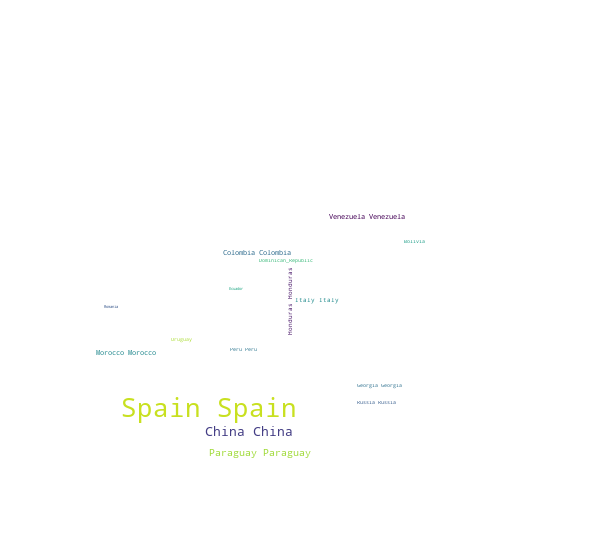 Venezuela Venezuela
Bolivia
Colombia Colombia
Dominican_Republic
Honduras Honduras
Ecuador
Italy Italy
Romania
Uruguay
Peru Peru
Morocco Morocco
Georgia Georgia
Russia Russia
Spain Spain
China China
Paraguay Paraguay